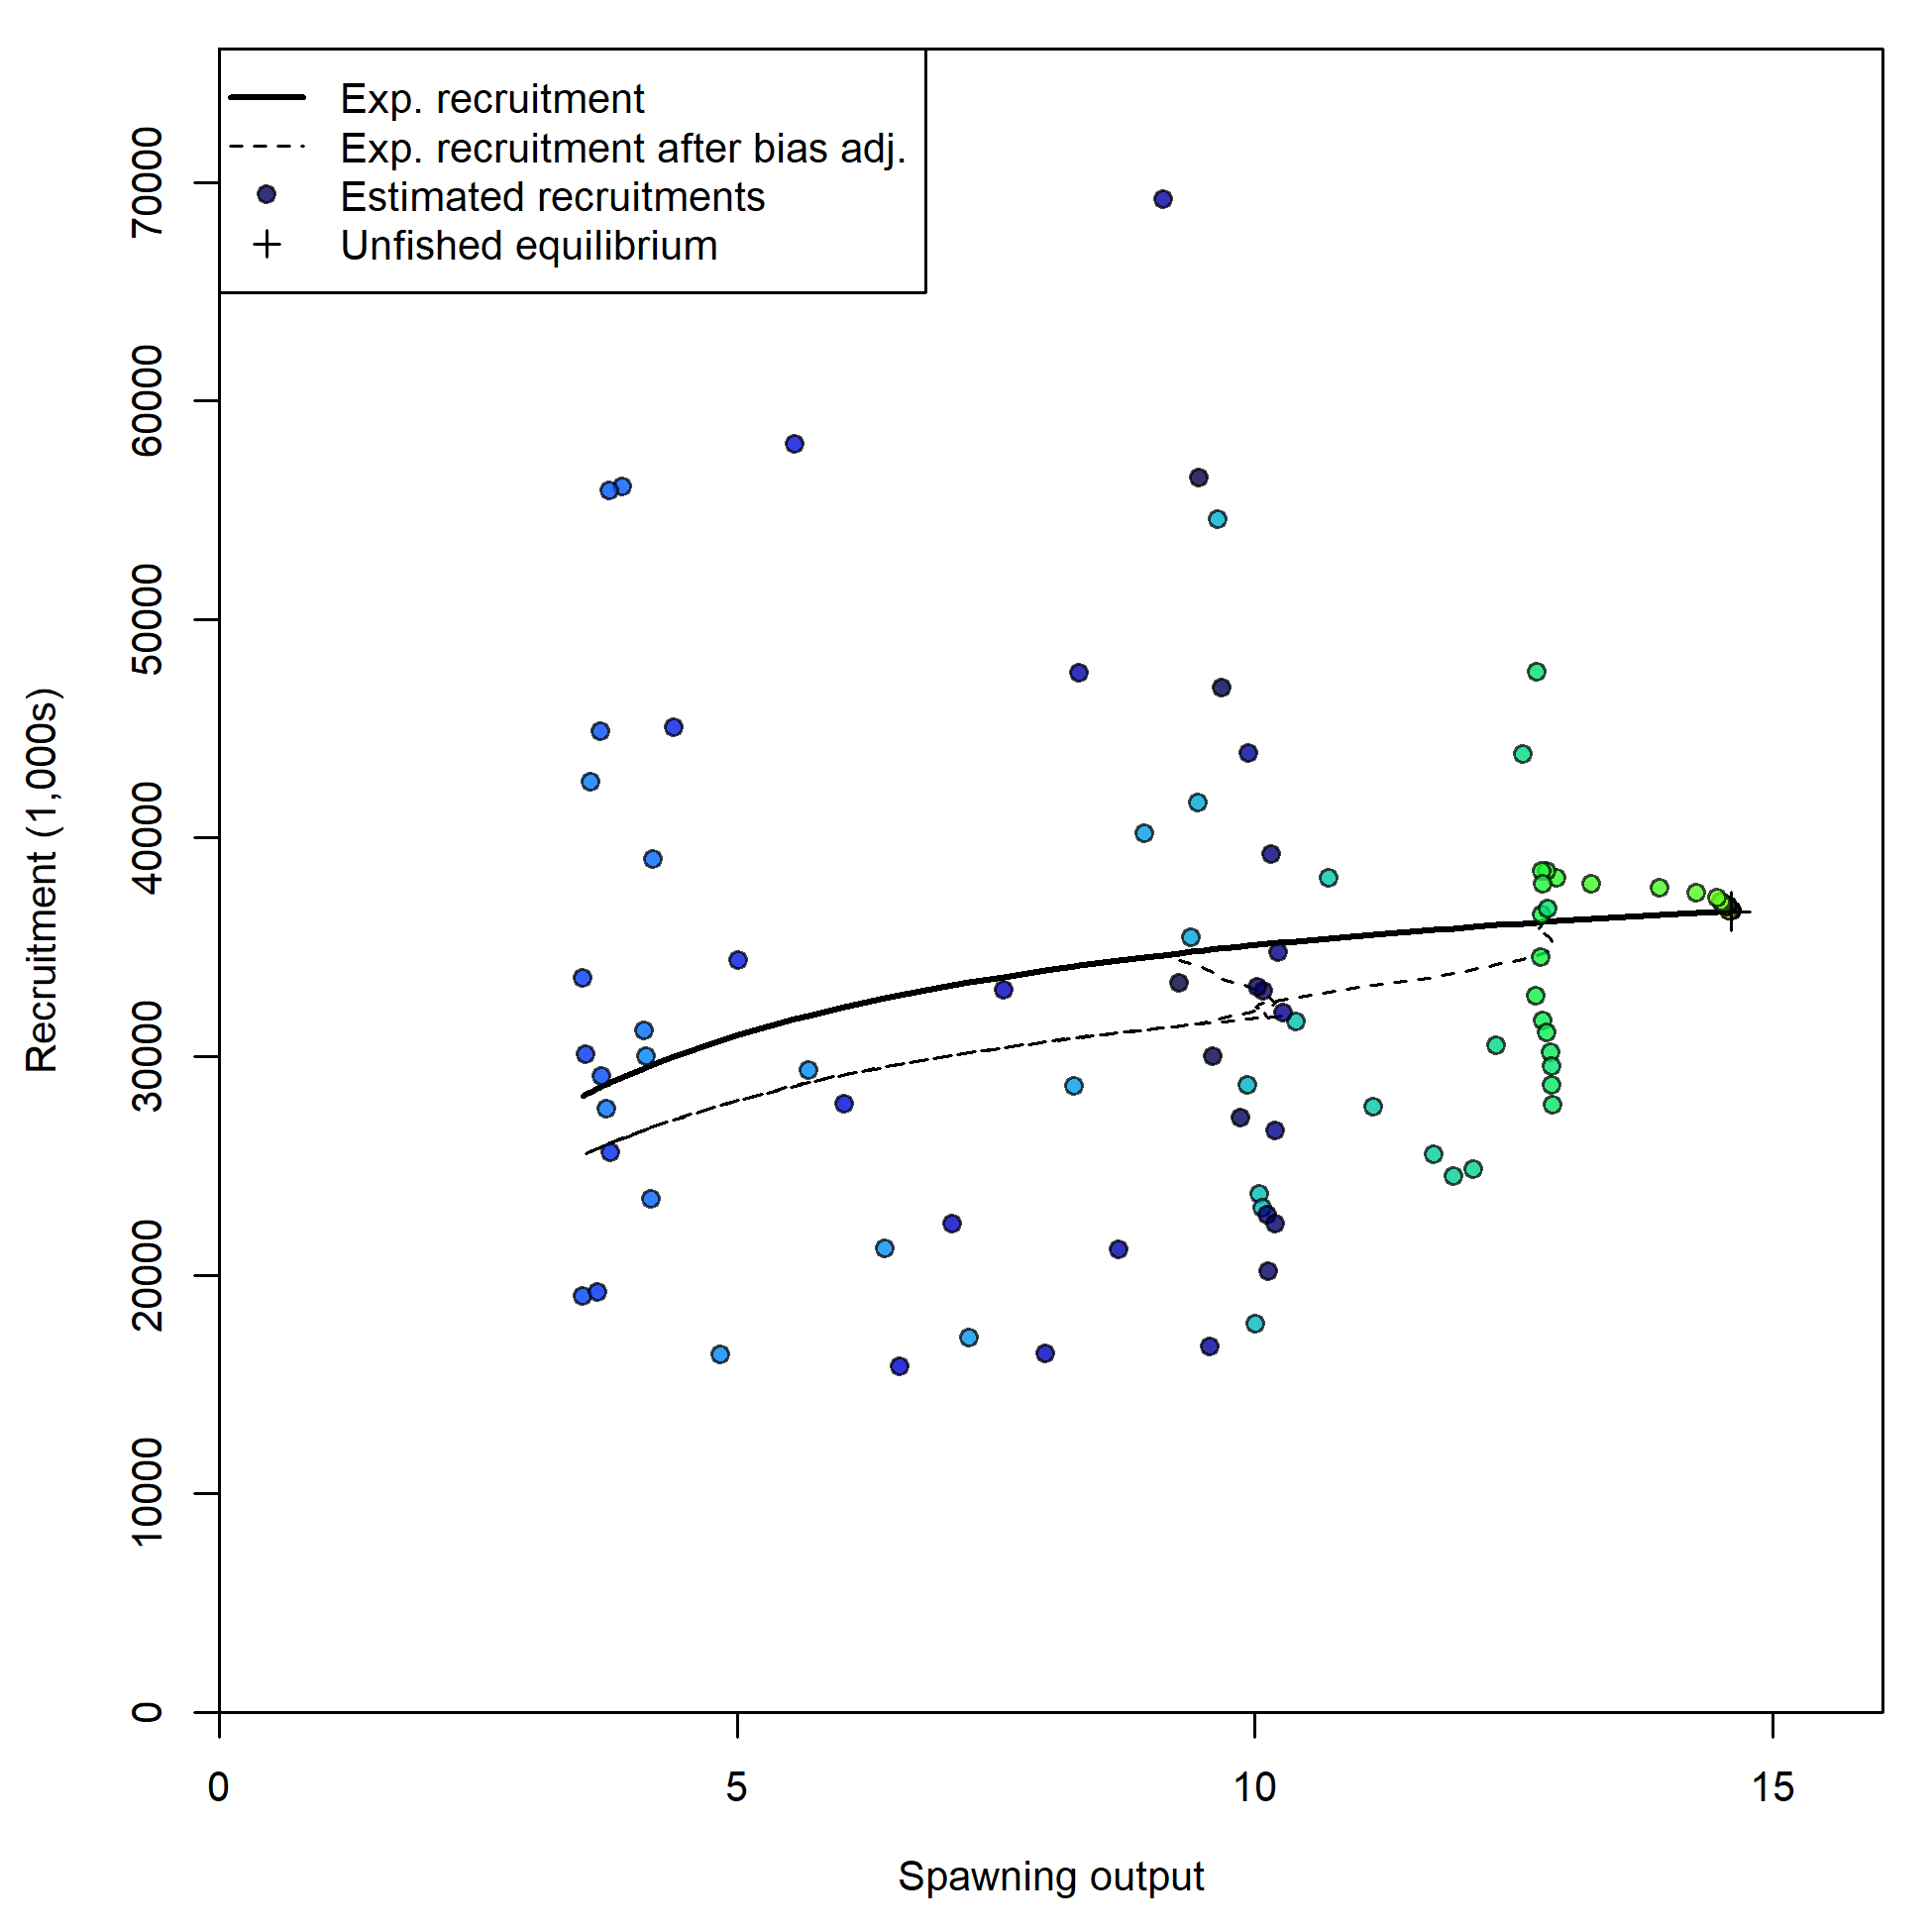 Exp. recruitment
Exp. recruitment after bias adj.
Estimated recruitments
Unfished equilibrium
Recruitment (1,000s)
70000
60000
50000
40000
30000
20000
10000
0
0 5 10 15
Spawning output